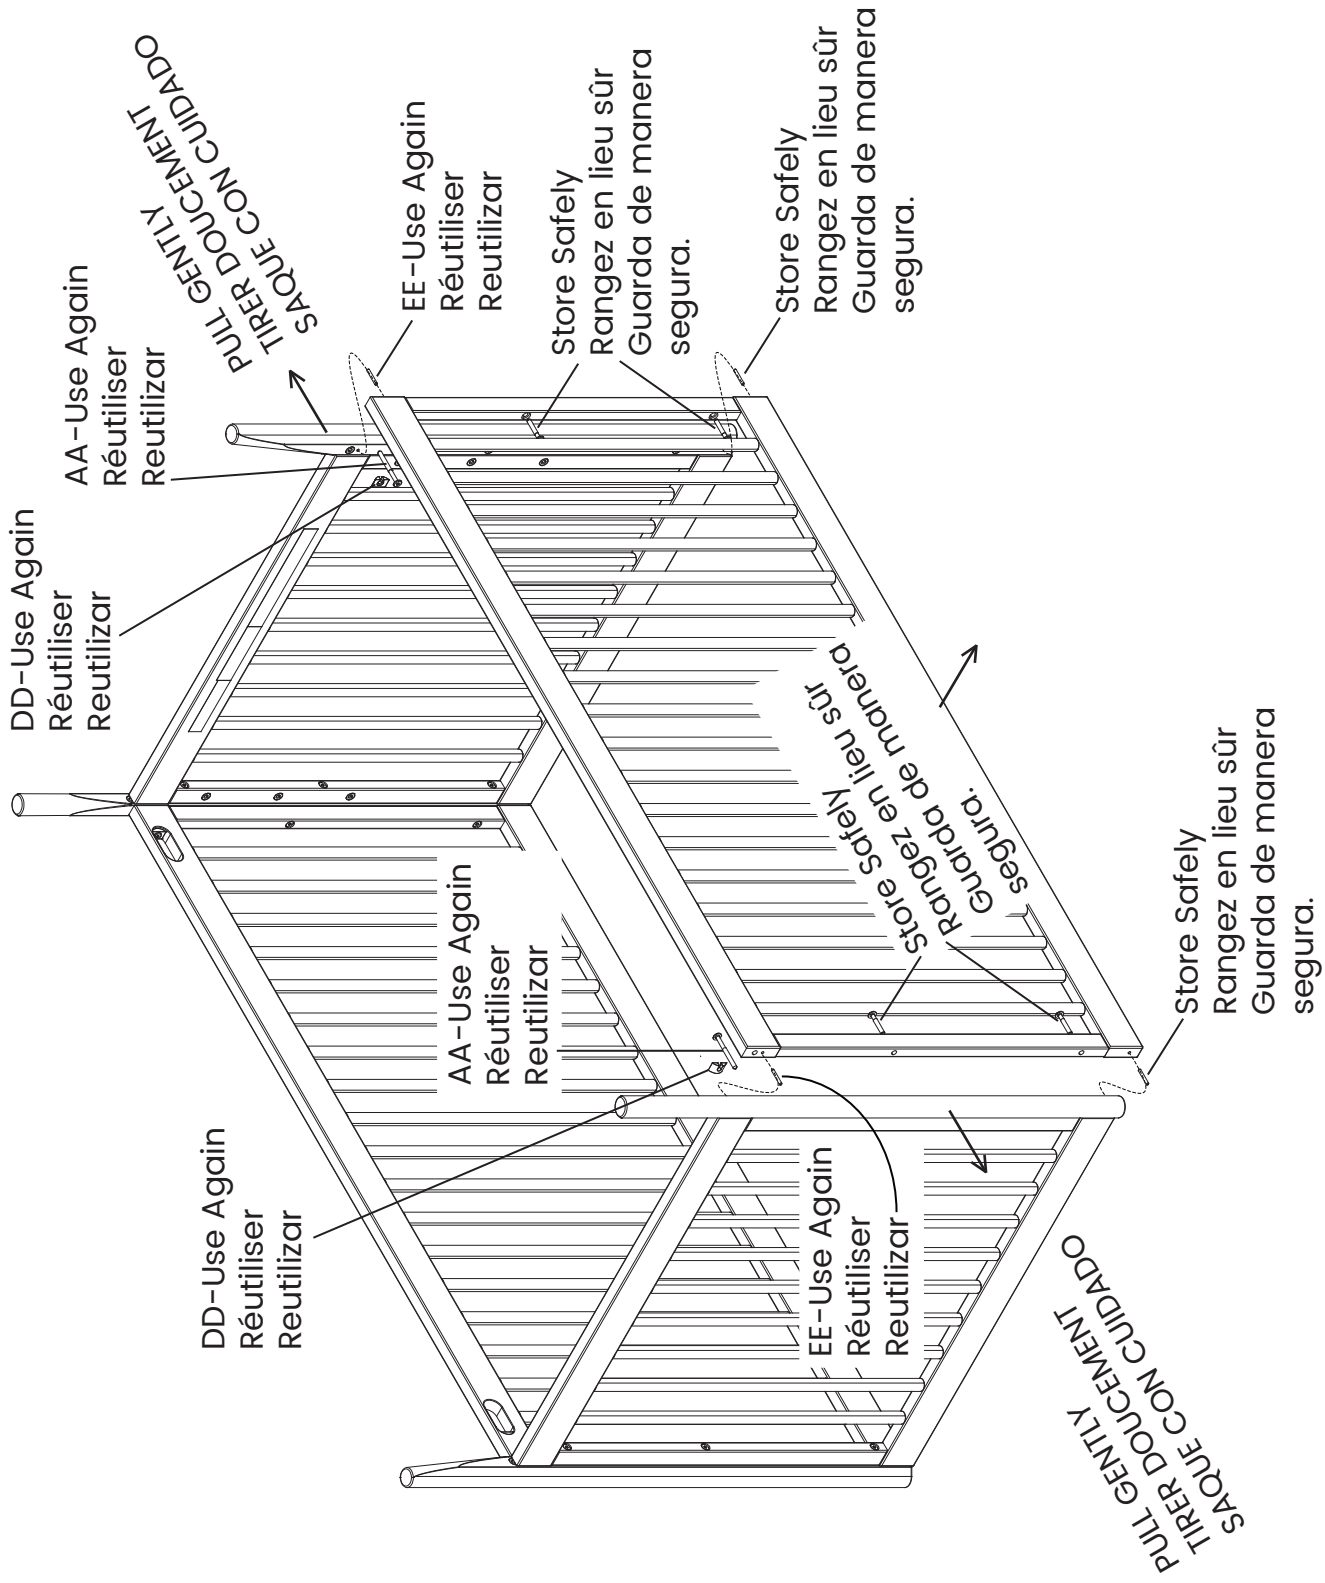 DD-Use Again
Réutiliser
Reutilizar
AA-Use Again
Réutiliser
Reutilizar
PULL GENTLY
TIRER DOUCEMENT
SAQUE CON CUIDADO
EE-Use Again
Réutiliser
Reutilizar
Store Safely
Rangez en lieu sûr
Guarda de manera
segura.
Store Safely
Rangez en lieu sûr
Guarda de manera
segura.
DD-Use Again
Réutiliser
Reutilizar
AA-Use Again
Réutiliser
Reutilizar
EE-Use Again
Réutiliser
Reutilizar
Store Safely
Rangez en lieu sûr
Guarda de manera
segura.
PULL GENTLY
TIRER DOUCEMENT
SAQUE CON CUIDADO
Store Safely
Rangez en lieu sûr
Guarda de manera
segura.